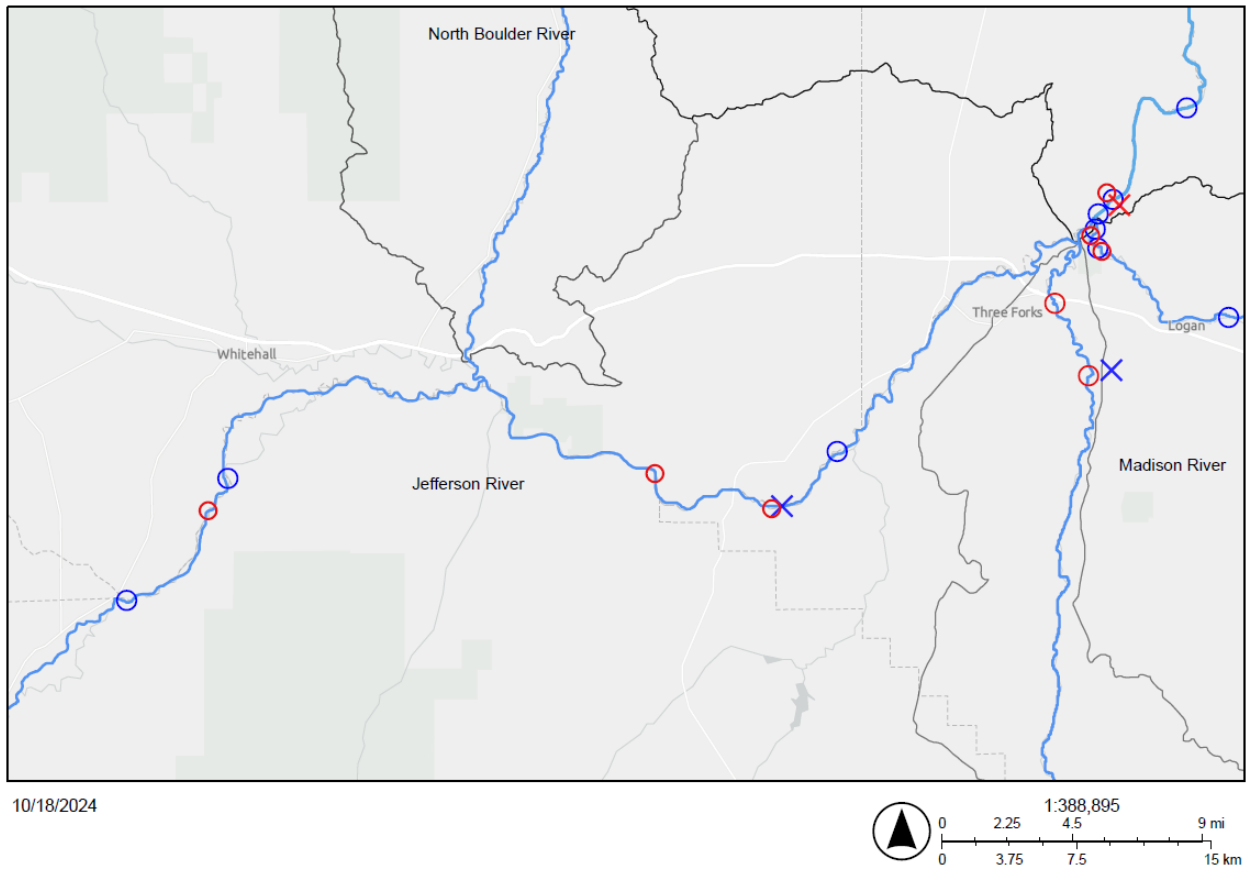 North Boulder River
Whitehall
Three Forks
Logan
Madison River
Jefferson River
10/18/2024
1:388,895
0 2.25 4.5 9 mi
0 3.75 7.5 15 km